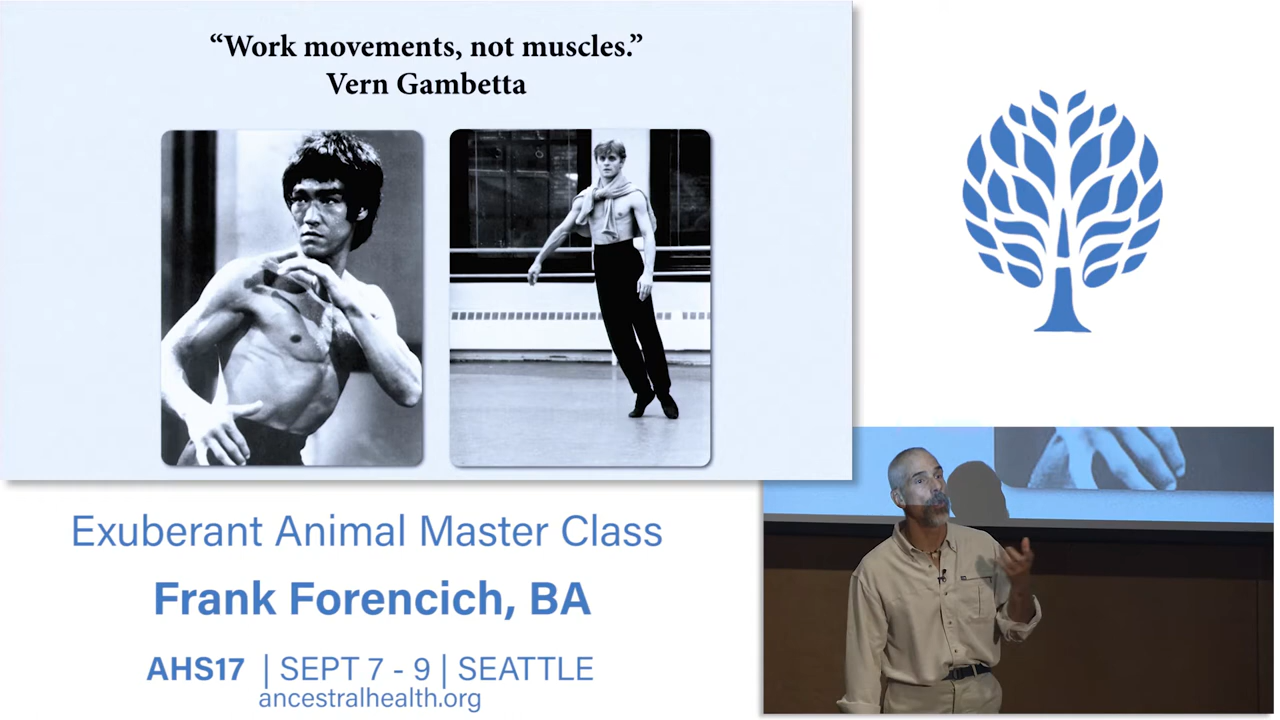 “Work movements, not muscles.”
Vern Gambetta
Exuberant Animal Master Class
Frank Forencich, BA
AHS17 | SEPT 7 - 9 | SEATTLE
ancestralhealth.org